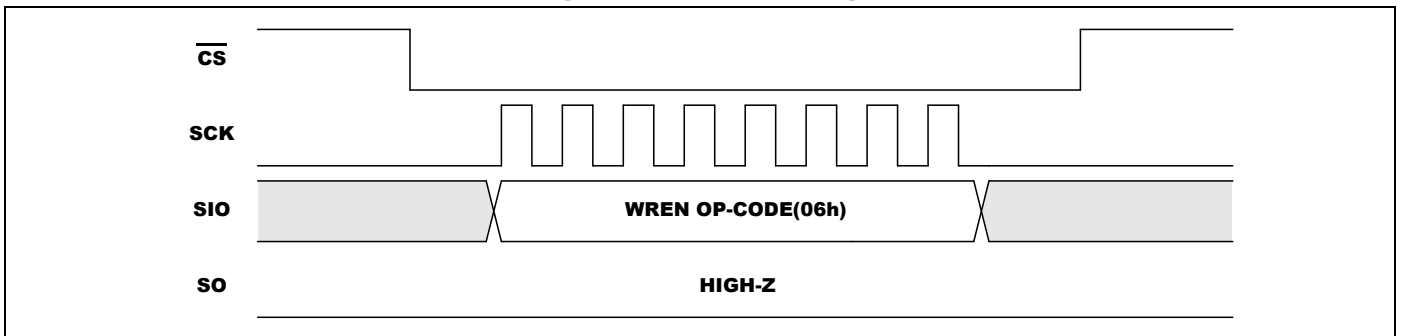 CS
SCK
SIO
WREN OP-CODE(06h)
SO
HIGH-Z